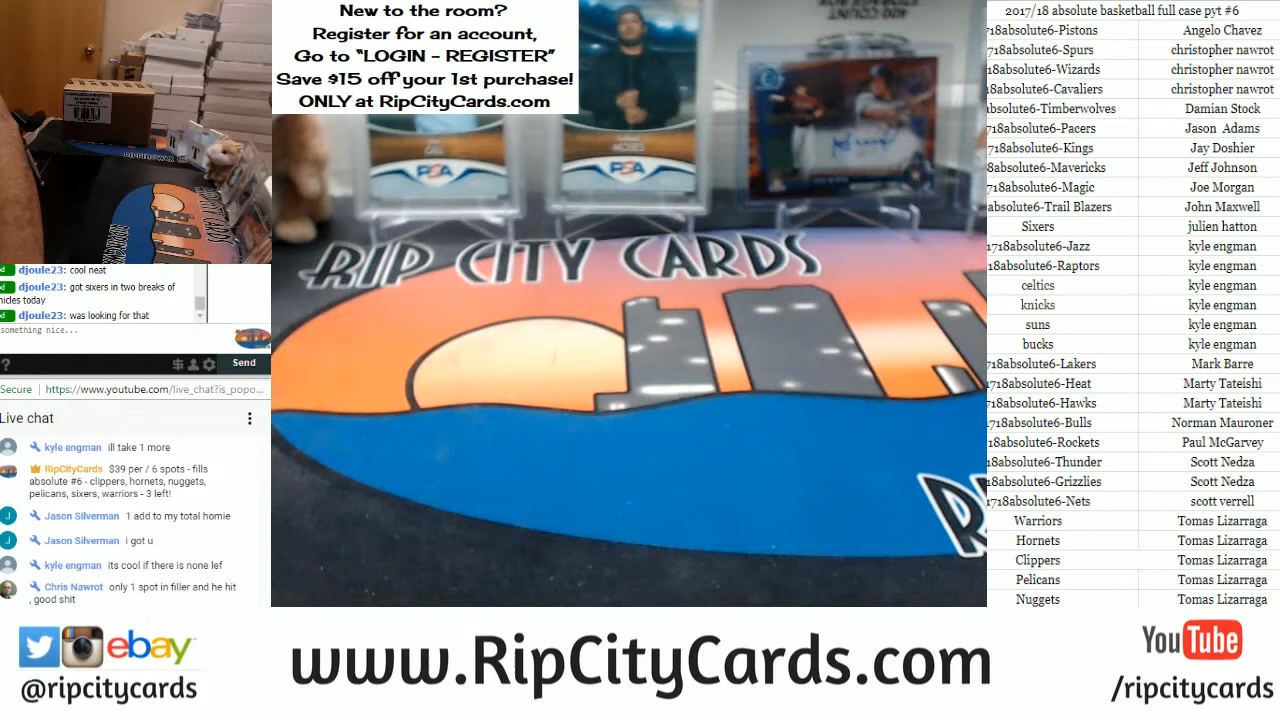 New to the room?
Register for an account,
Go to “LOGIN - REGISTER”
Save $15 off your 1st purchase!
ONLY at RipCityCards.com
400 COUNT
PSA
MOSES
PSA
RIP CITY CARDS
djoule23: cool neat
djoule23: got sixers in two breaks of
nicles today
djoule23: was looking for that
something nice...
?
Send
Secure
https://www.youtube.com/live_chat?is_popo...
Live chat
kyle engman ill take 1 more
RipCityCards $39 per / 6 spots - fills
absolute #6 - clippers, hornets, nuggets,
pelicans, sixers, warriors - 3 left!
J Jason Silverman 1 add to my total homie
J Jason Silverman i got u
kyle engman its cool if there is none lef
Chris Nawrot only 1 spot in filler and he hit
, good shit
2017/18 absolute basketball full case pyt #6
718absolute6-Pistons Angelo Chavez
1718absolute6-Spurs christopher nawrot
18absolute6-Wizards christopher nawrot
18absolute6-Cavaliers christopher nawrot
absolute6-Timberwolves Damian Stock
718absolute6-Pacers Jason Adams
718absolute6-Kings Jay Doshier
8absolute6-Mavericks Jeff Johnson
718absolute6-Magic Joe Morgan
absolute6-Trail Blazers John Maxwell
Sixers julien hatton
1718absolute6-Jazz kyle engman
18absolute6-Raptors kyle engman
celtics kyle engman
knicks kyle engman
suns kyle engman
bucks kyle engman
718absolute6-Lakers Mark Barre
718absolute6-Heat Marty Tateishi
718absolute6-Hawks Marty Tateishi
718absolute6-Bulls Norman Mauroner
18absolute6-Rockets Paul McGarvey
18absolute6-Thunder Scott Nedza
18absolute6-Grizzlies Scott Nedza
1718absolute6-Nets scott verrell
Warriors Tomas Lizarraga
Hornets Tomas Lizarraga
Clippers Tomas Lizarraga
Pelicans Tomas Lizarraga
Nuggets Tomas Lizarraga
ebay
@ripcitycards
www.RipCityCards.com
YouTube
/ripcitycards